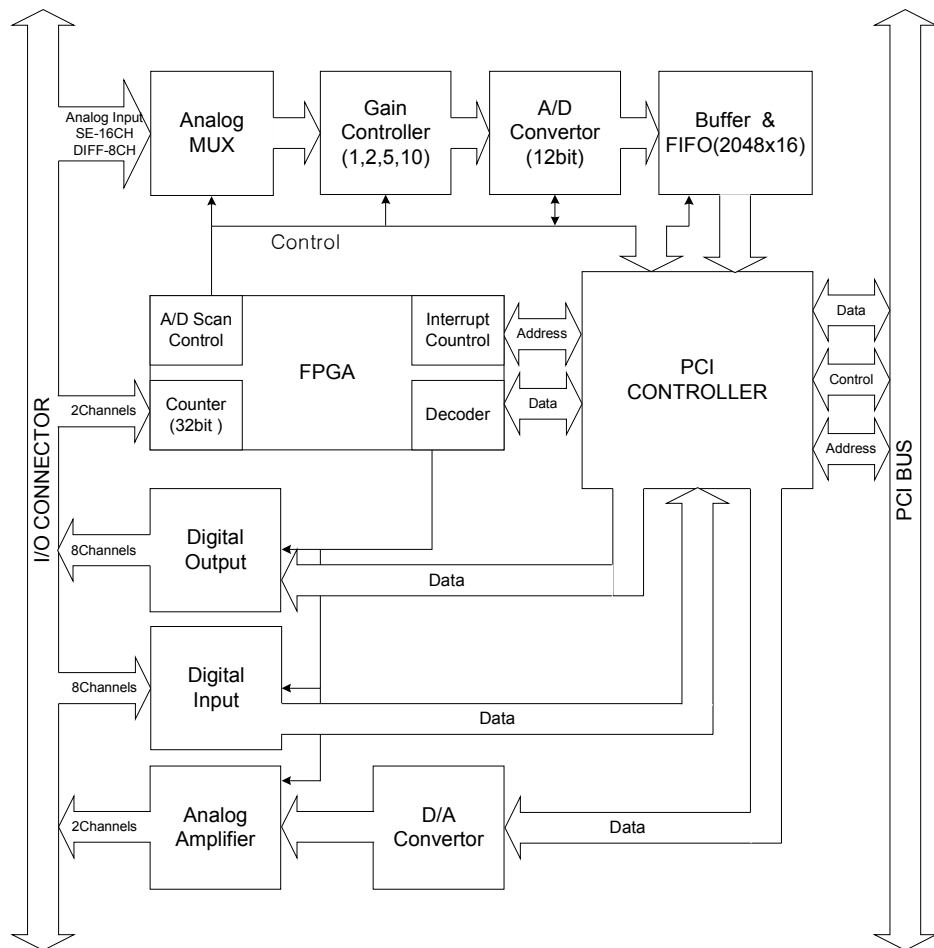 Analog Input
SE-16CH
DIFF-8CH
Analog
MUX
Gain
Controller
(1,2,5,10)
A/D
Convertor
(12bit)
Buffer &
FIFO(2048x16)
Control
A/D Scan
Control
FPGA
Interrupt
Countrol
Counter
(32bit )
Decoder
2Channels
Address
Data
PCI
CONTROLLER
Data
Control
Address
I/O CONNECTOR
PCI BUS
8Channels
Digital
Output
Data
8Channels
Digital
Input
Data
2Channels
Analog
Amplifier
D/A
Convertor
Data